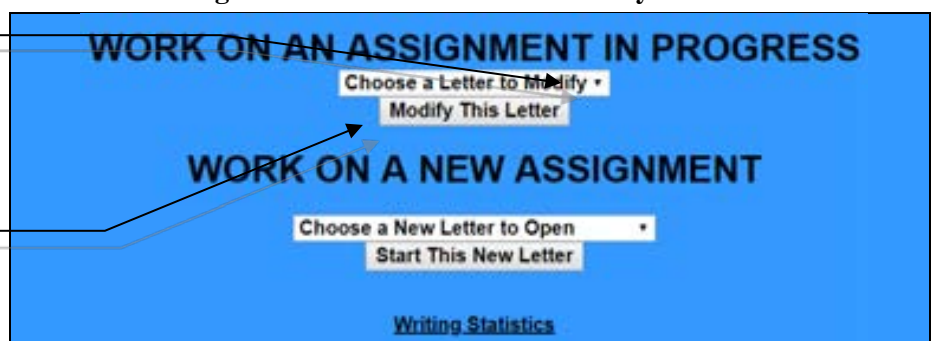 WORK ON AN ASSIGNMENT IN PROGRESS
Choose a Letter to Modify
Modify This Letter
WORK ON A NEW ASSIGNMENT
Choose a New Letter to Open
Start This New Letter
Writing Statistics